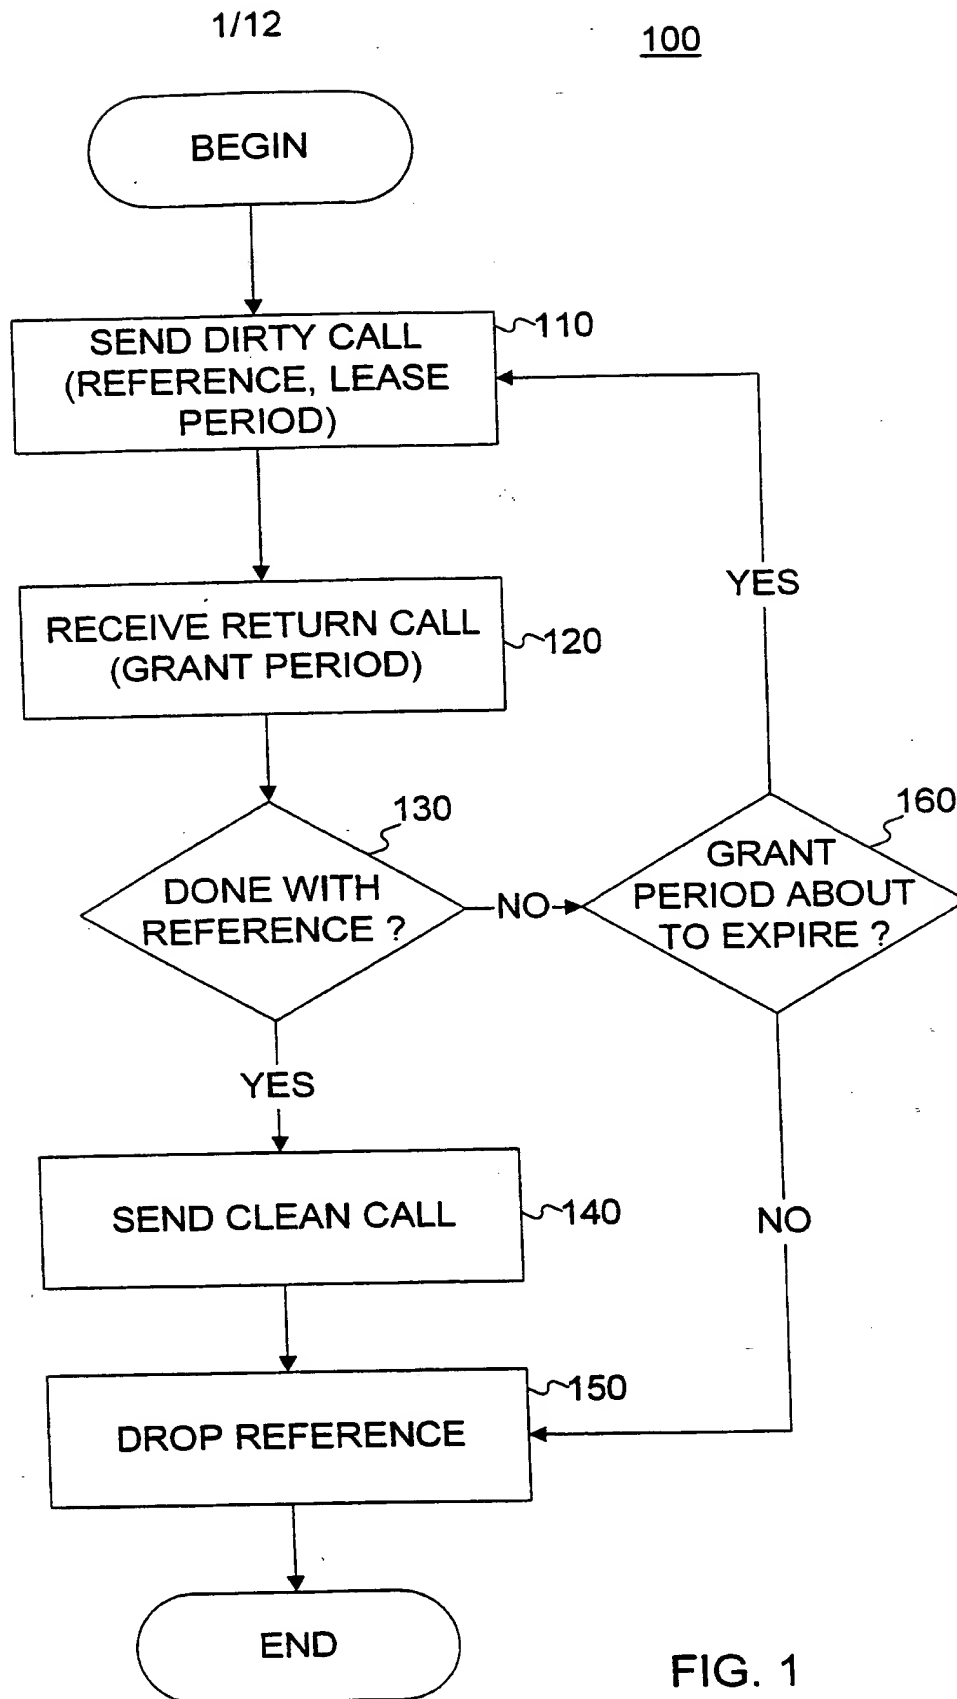 1/12
100
BEGIN
SEND DIRTY CALL
(REFERENCE, LEASE
PERIOD)
110
RECEIVE RETURN CALL
(GRANT PERIOD)
120
YES
130
DONE WITH
REFERENCE ?
NO
160
GRANT
PERIOD ABOUT
TO EXPIRE ?
YES
SEND CLEAN CALL
140
NO
DROP REFERENCE
150
END
FIG. 1